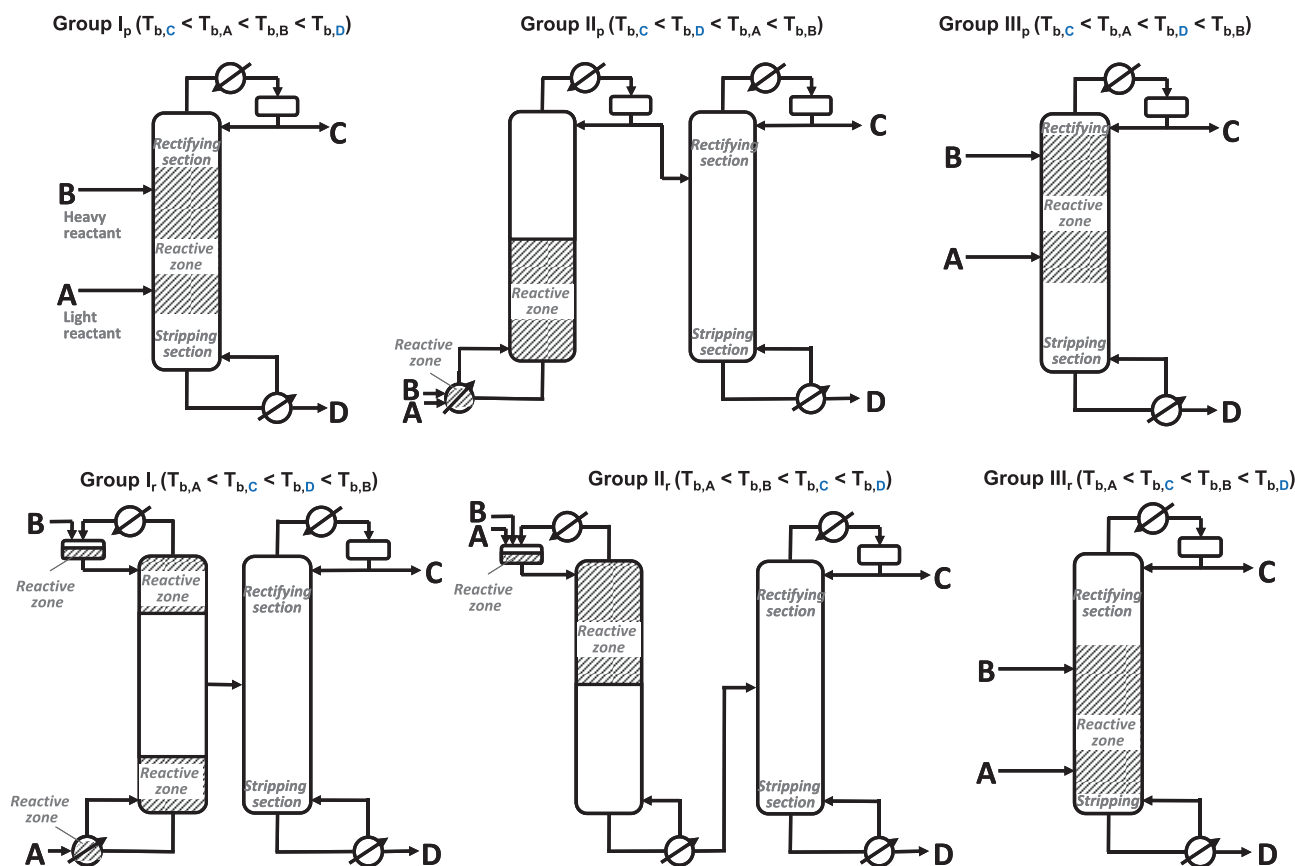 Group Ip (Tb,C < Tb,A < Tb,B < Tb,D)
C
Rectifying
section
B
Heavy
reactant
Reactive
zone
A
Light
reactant
Stripping
section
D
Group IIp (Tb,C < Tb,D < Tb,A < Tb,B)
Reactive
zone
Reactive
zone
B
A
C
Rectifying
section
Stripping
section
D
Group IIIp (Tb,C < Tb,A < Tb,D < Tb,B)
C
Rectifying
B
Reactive
zone
A
Stripping
section
D
Group Ir (Tb,A < Tb,C < Tb,D < Tb,B)
B
Reactive
zone
Reactive
zone
Reactive
zone
Reactive
zone
A
C
Rectifying
section
Stripping
section
D
Group IIr (Tb,A < Tb,B < Tb,C < Tb,D)
B
A
Reactive
zone
Reactive
zone
C
Rectifying
section
Stripping
section
D
Group IIIr (Tb,A < Tb,C < Tb,B < Tb,D)
C
Rectifying
section
B
Reactive
zone
A
Stripping
D